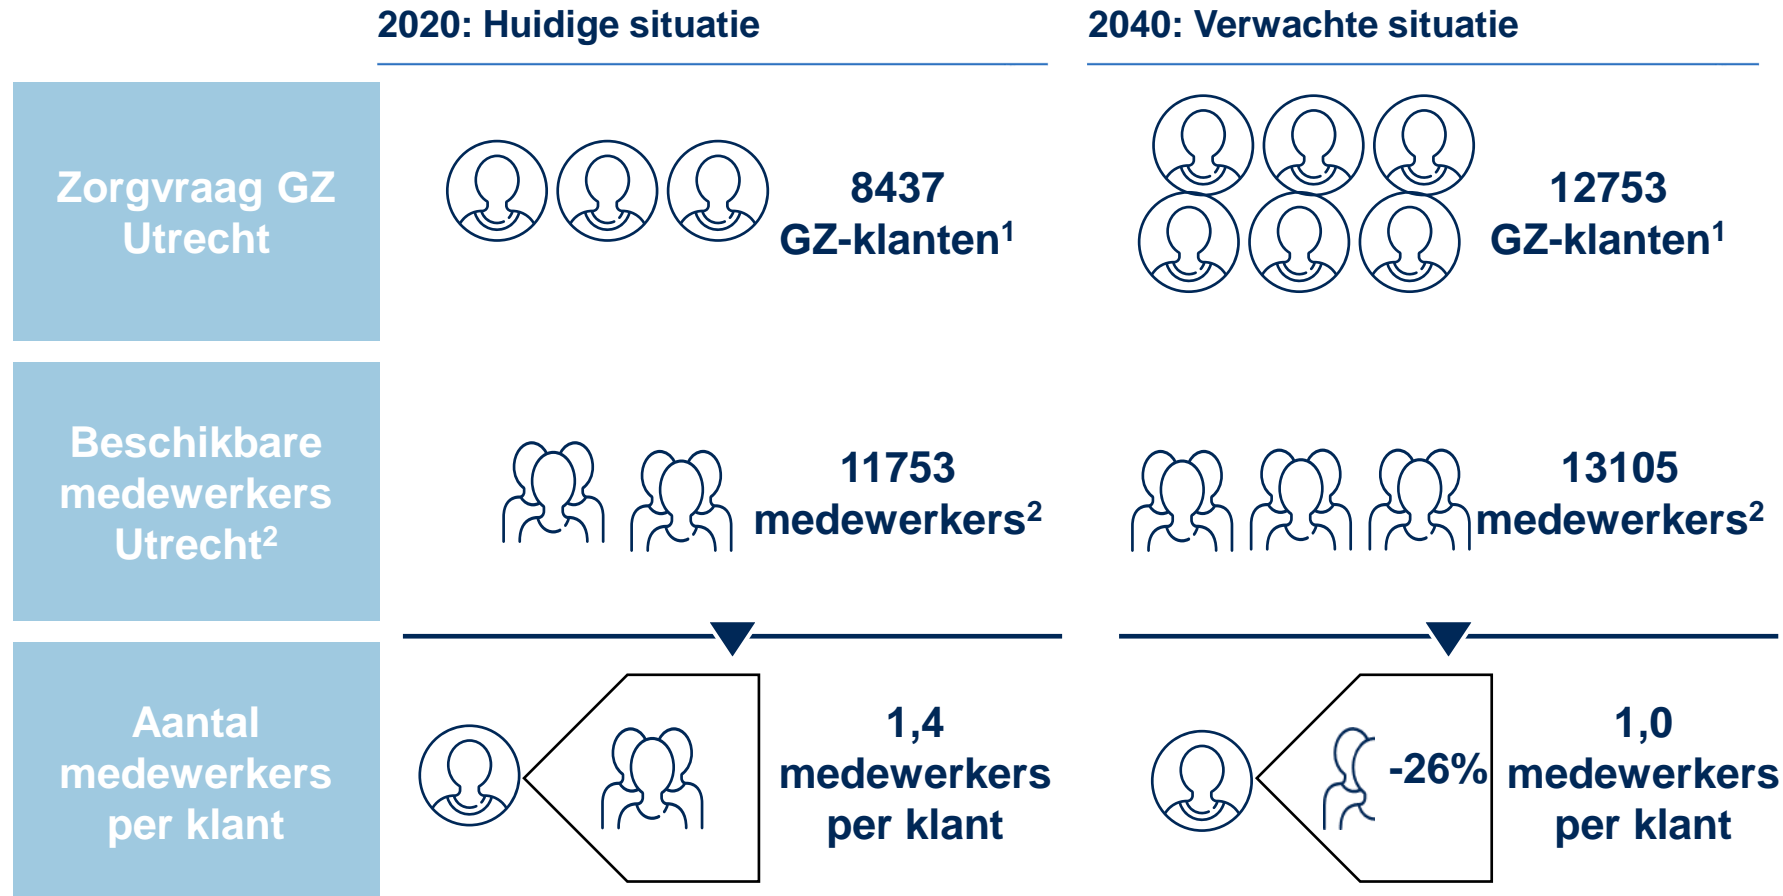 2020: Huidige situatie
2040: Verwachte situatie
Zorgvraag GZ
Utrecht
8437
GZ-klanten¹
12753
GZ-klanten¹
Beschikbare
medewerkers
Utrecht²
11753
medewerkers²
13105
medewerkers²
Aantal
medewerkers
per klant
1,4
medewerkers
per klant
-26%
1,0
medewerkers
per klant